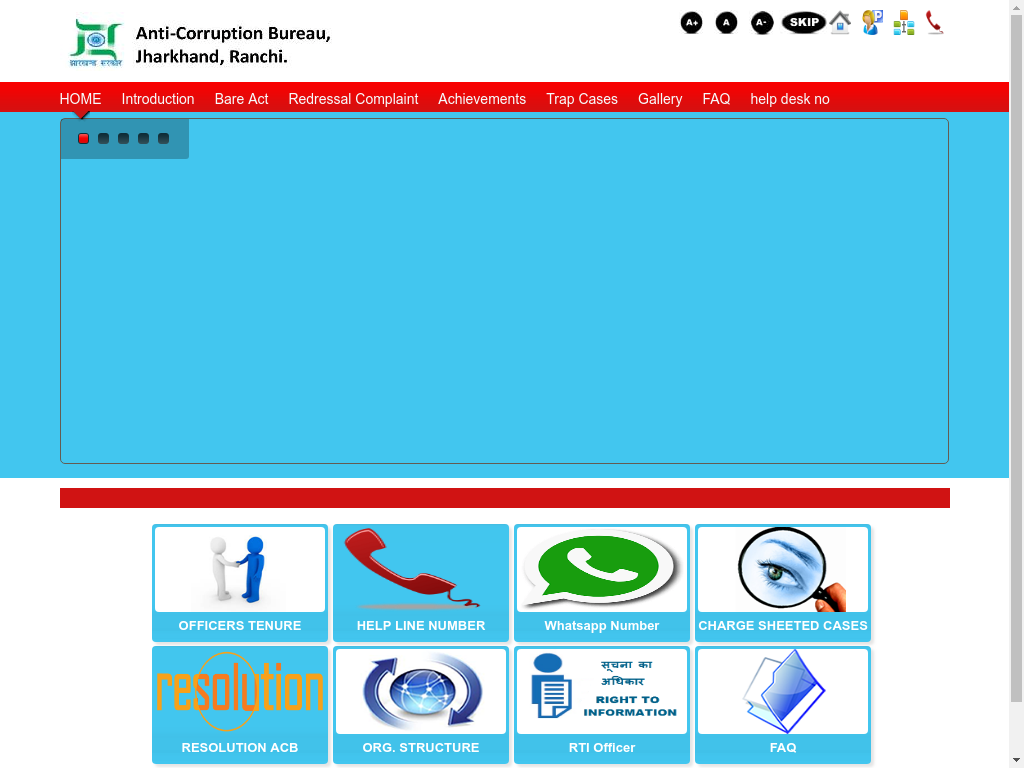 Anti-Corruption Bureau,
Jharkhand, Ranchi.
झारखण्ड सरकार
A+ A A- SKIP
P
HOME Introduction Bare Act Redressal Complaint Achievements Trap Cases Gallery FAQ help desk no
OFFICERS TENURE HELP LINE NUMBER Whatsapp Number CHARGE SHEETED CASES
resolution
सूचना का
अधिकार
RIGHT TO
INFORMATION
RESOLUTION ACB ORG. STRUCTURE RTI Officer FAQ